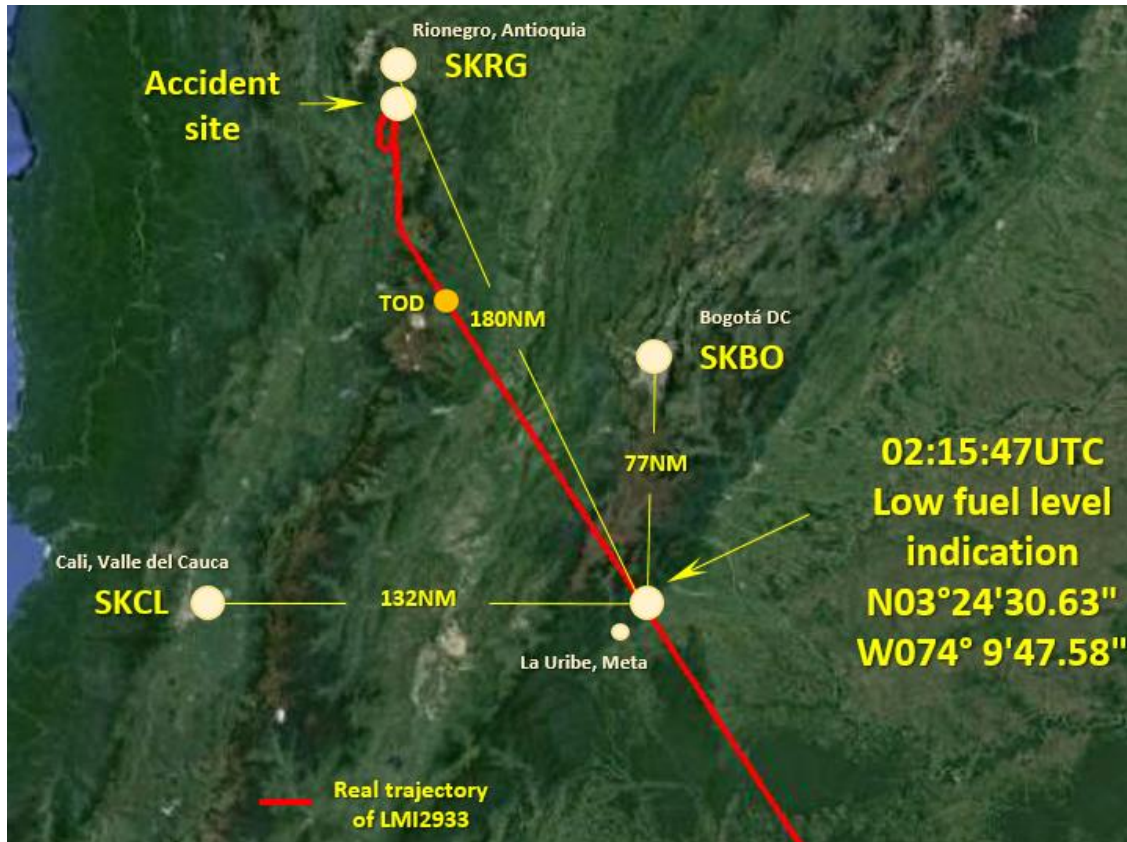 Rionegro, Antioquia
SKRG
Accident
site
TOD
180NM
Bogotá DC
SKBO
77NM
02:15:47UTC
Low fuel level
indication
N03°24'30.63"
W074° 9'47.58"
Cali, Valle del Cauca
SKCL
132NM
La Uribe, Meta
Real trajectory
of LMI2933